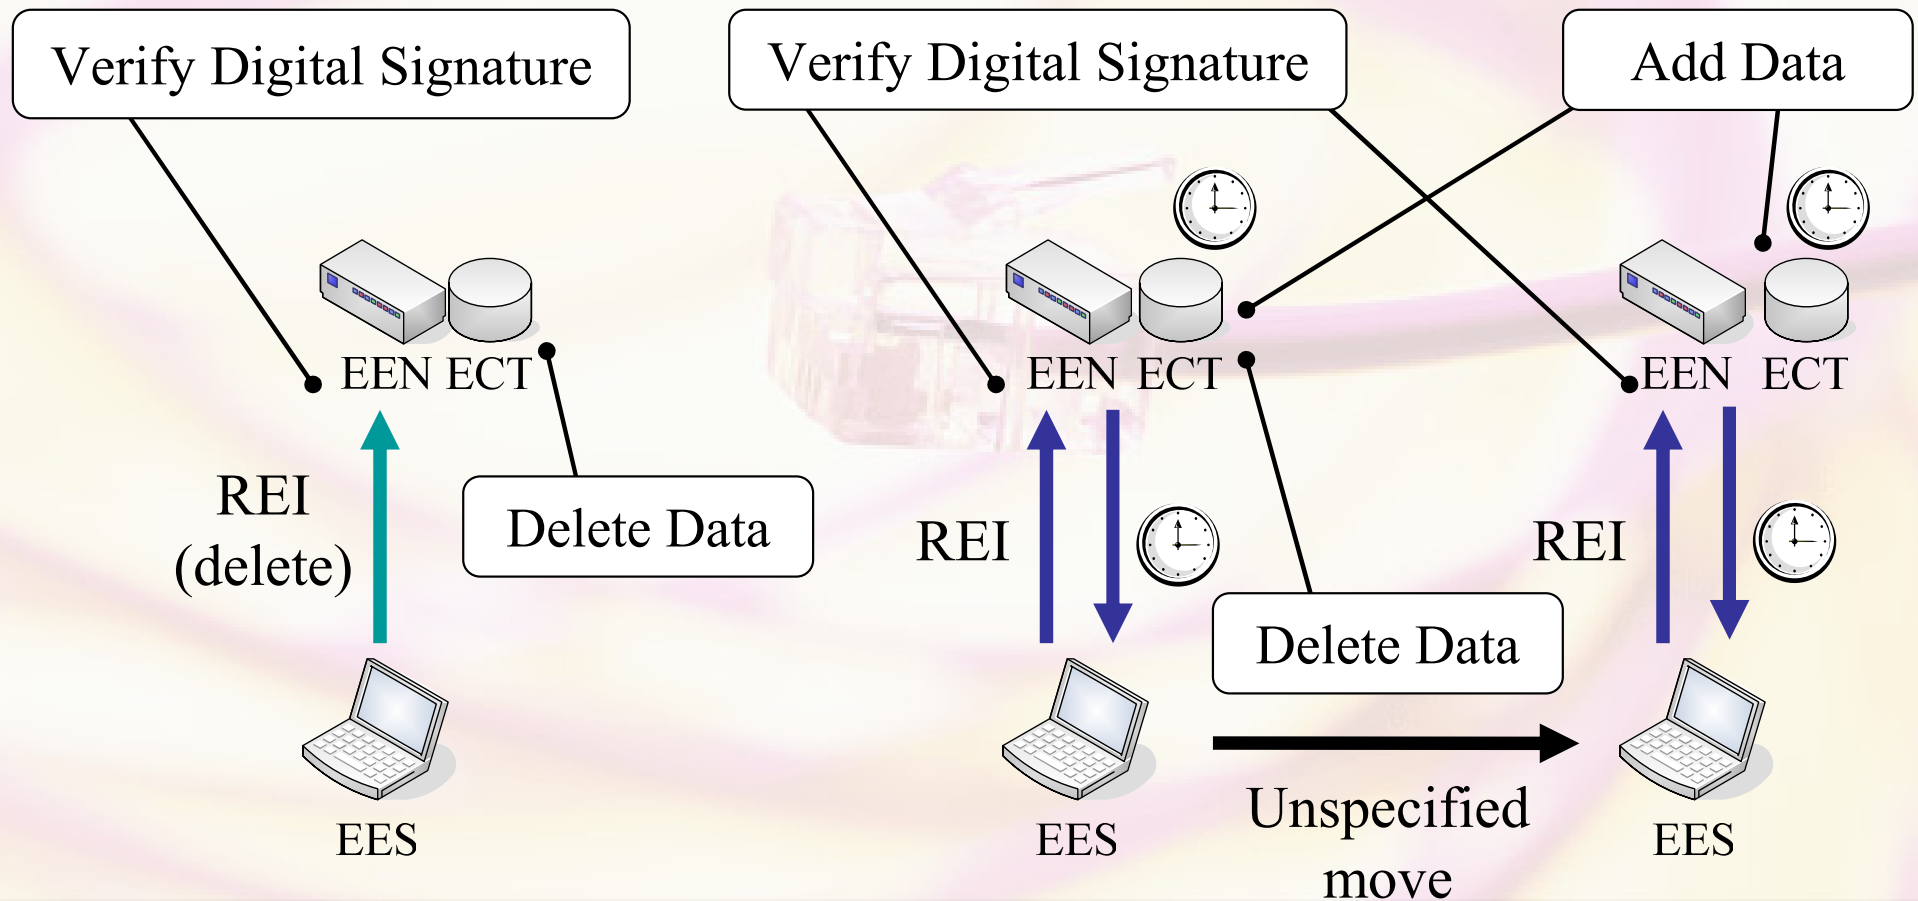 Verify Digital Signature
Verify Digital Signature
Add Data
EEN ECT
EEN ECT
EEN ECT
REI
(delete)
Delete Data
REI
REI
Delete Data
EES
EES
Unspecified
move
EES